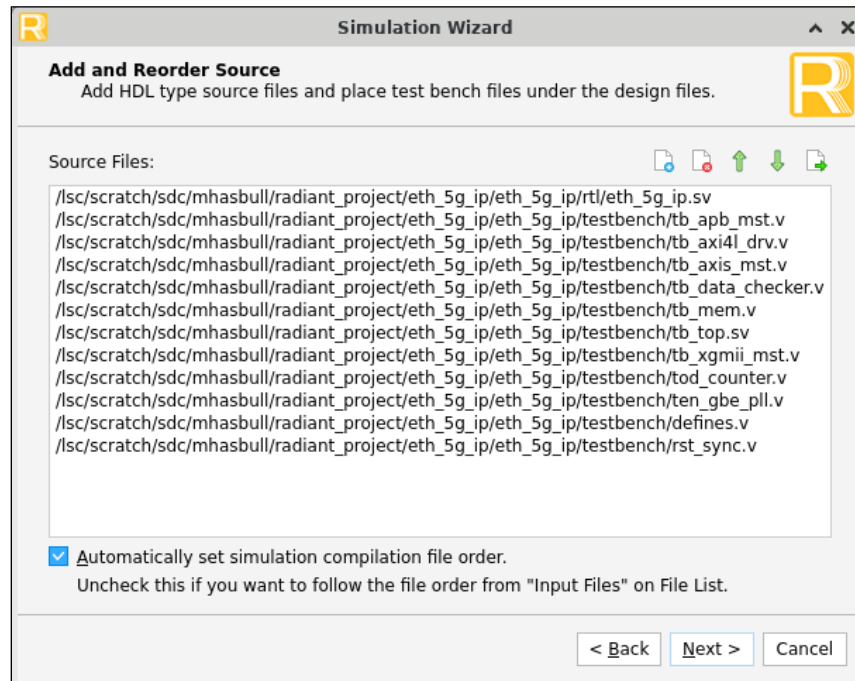 Simulation Wizard
Add and Reorder Source
Add HDL type source files and place test bench files under the design files.
Source Files:
/lsc/scratch/sdc/mhasbull/radiant_project/eth_5g_ip/eth_5g_ip/rtl/eth_5g_ip.sv
/lsc/scratch/sdc/mhasbull/radiant_project/eth_5g_ip/eth_5g_ip/testbench/tb_apb_mst.v
/lsc/scratch/sdc/mhasbull/radiant_project/eth_5g_ip/eth_5g_ip/testbench/tb_axi4l_drv.v
/lsc/scratch/sdc/mhasbull/radiant_project/eth_5g_ip/eth_5g_ip/testbench/tb_axis_mst.v
/lsc/scratch/sdc/mhasbull/radiant_project/eth_5g_ip/eth_5g_ip/testbench/tb_data_checker.v
/lsc/scratch/sdc/mhasbull/radiant_project/eth_5g_ip/eth_5g_ip/testbench/tb_mem.v
/lsc/scratch/sdc/mhasbull/radiant_project/eth_5g_ip/eth_5g_ip/testbench/tb_top.sv
/lsc/scratch/sdc/mhasbull/radiant_project/eth_5g_ip/eth_5g_ip/testbench/tb_xgmii_mst.v
/lsc/scratch/sdc/mhasbull/radiant_project/eth_5g_ip/eth_5g_ip/testbench/tod_counter.v
/lsc/scratch/sdc/mhasbull/radiant_project/eth_5g_ip/eth_5g_ip/testbench/ten_gbe_pll.v
/lsc/scratch/sdc/mhasbull/radiant_project/eth_5g_ip/eth_5g_ip/testbench/defines.v
/lsc/scratch/sdc/mhasbull/radiant_project/eth_5g_ip/eth_5g_ip/testbench/rst_sync.v
Automatically set simulation compilation file order.
Uncheck this if you want to follow the file order from "Input Files" on File List.
< Back Next > Cancel